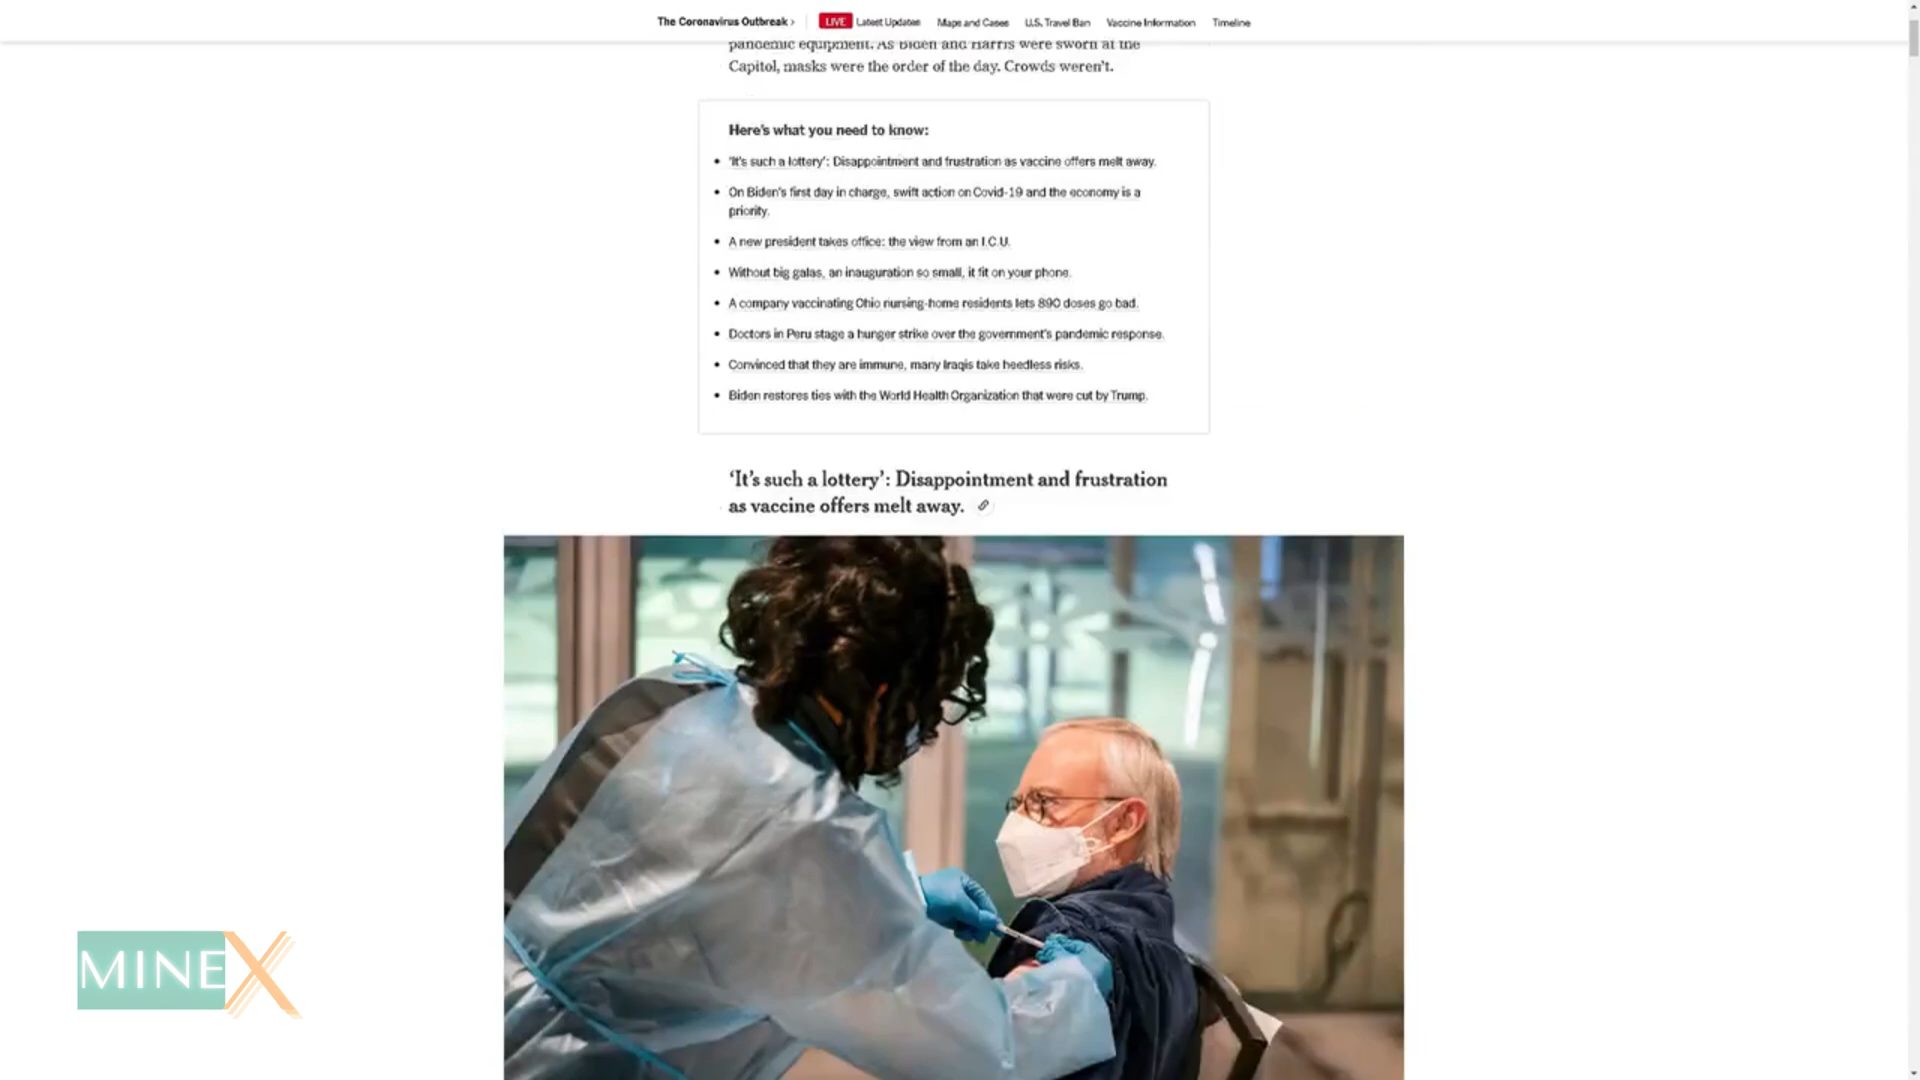 The Coronavirus Outbreak › LIVE Latest Updates Maps and Cases U.S. Travel Ban Vaccine Information Timeline
pandemic equipment. As Biden and Harris were sworn at the
Capitol, masks were the order of the day. Crowds weren't.
Here's what you need to know:
• 'It's such a lottery': Disappointment and frustration as vaccine offers melt away.
• On Biden's first day in charge, swift action on Covid-19 and the economy is a
priority.
• A new president takes office: the view from an I.C.U.
• Without big galas, an inauguration so small, it fit on your phone.
• A company vaccinating Ohio nursing-home residents lets 890 doses go bad.
• Doctors in Peru stage a hunger strike over the government's pandemic response.
• Convinced that they are immune, many Iraqis take heedless risks.
• Biden restores ties with the World Health Organization that were cut by Trump.
'It's such a lottery': Disappointment and frustration
as vaccine offers melt away.
MINEX